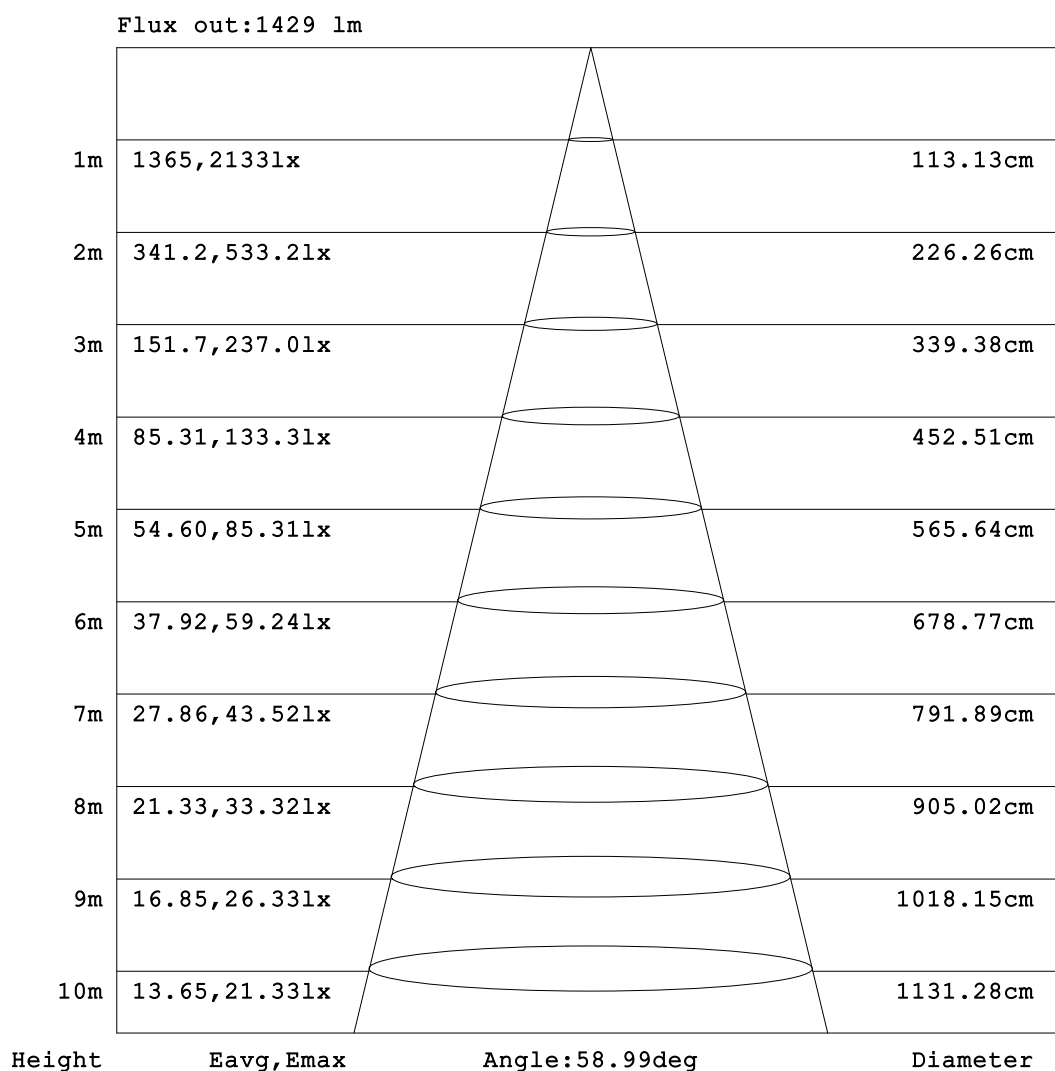 Flux out:1429 lm
1m 1365,2133lx 113.13cm
2m 341.2,533.2lx 226.26cm
3m 151.7,237.0lx 339.38cm
4m 85.31,133.3lx 452.51cm
5m 54.60,85.31lx 565.64cm
6m 37.92,59.24lx 678.77cm
7m 27.86,43.52lx 791.89cm
8m 21.33,33.32lx 905.02cm
9m 16.85,26.33lx 1018.15cm
10m 13.65,21.33lx 1131.28cm
Height Eavg,Emax Angle:58.99deg Diameter